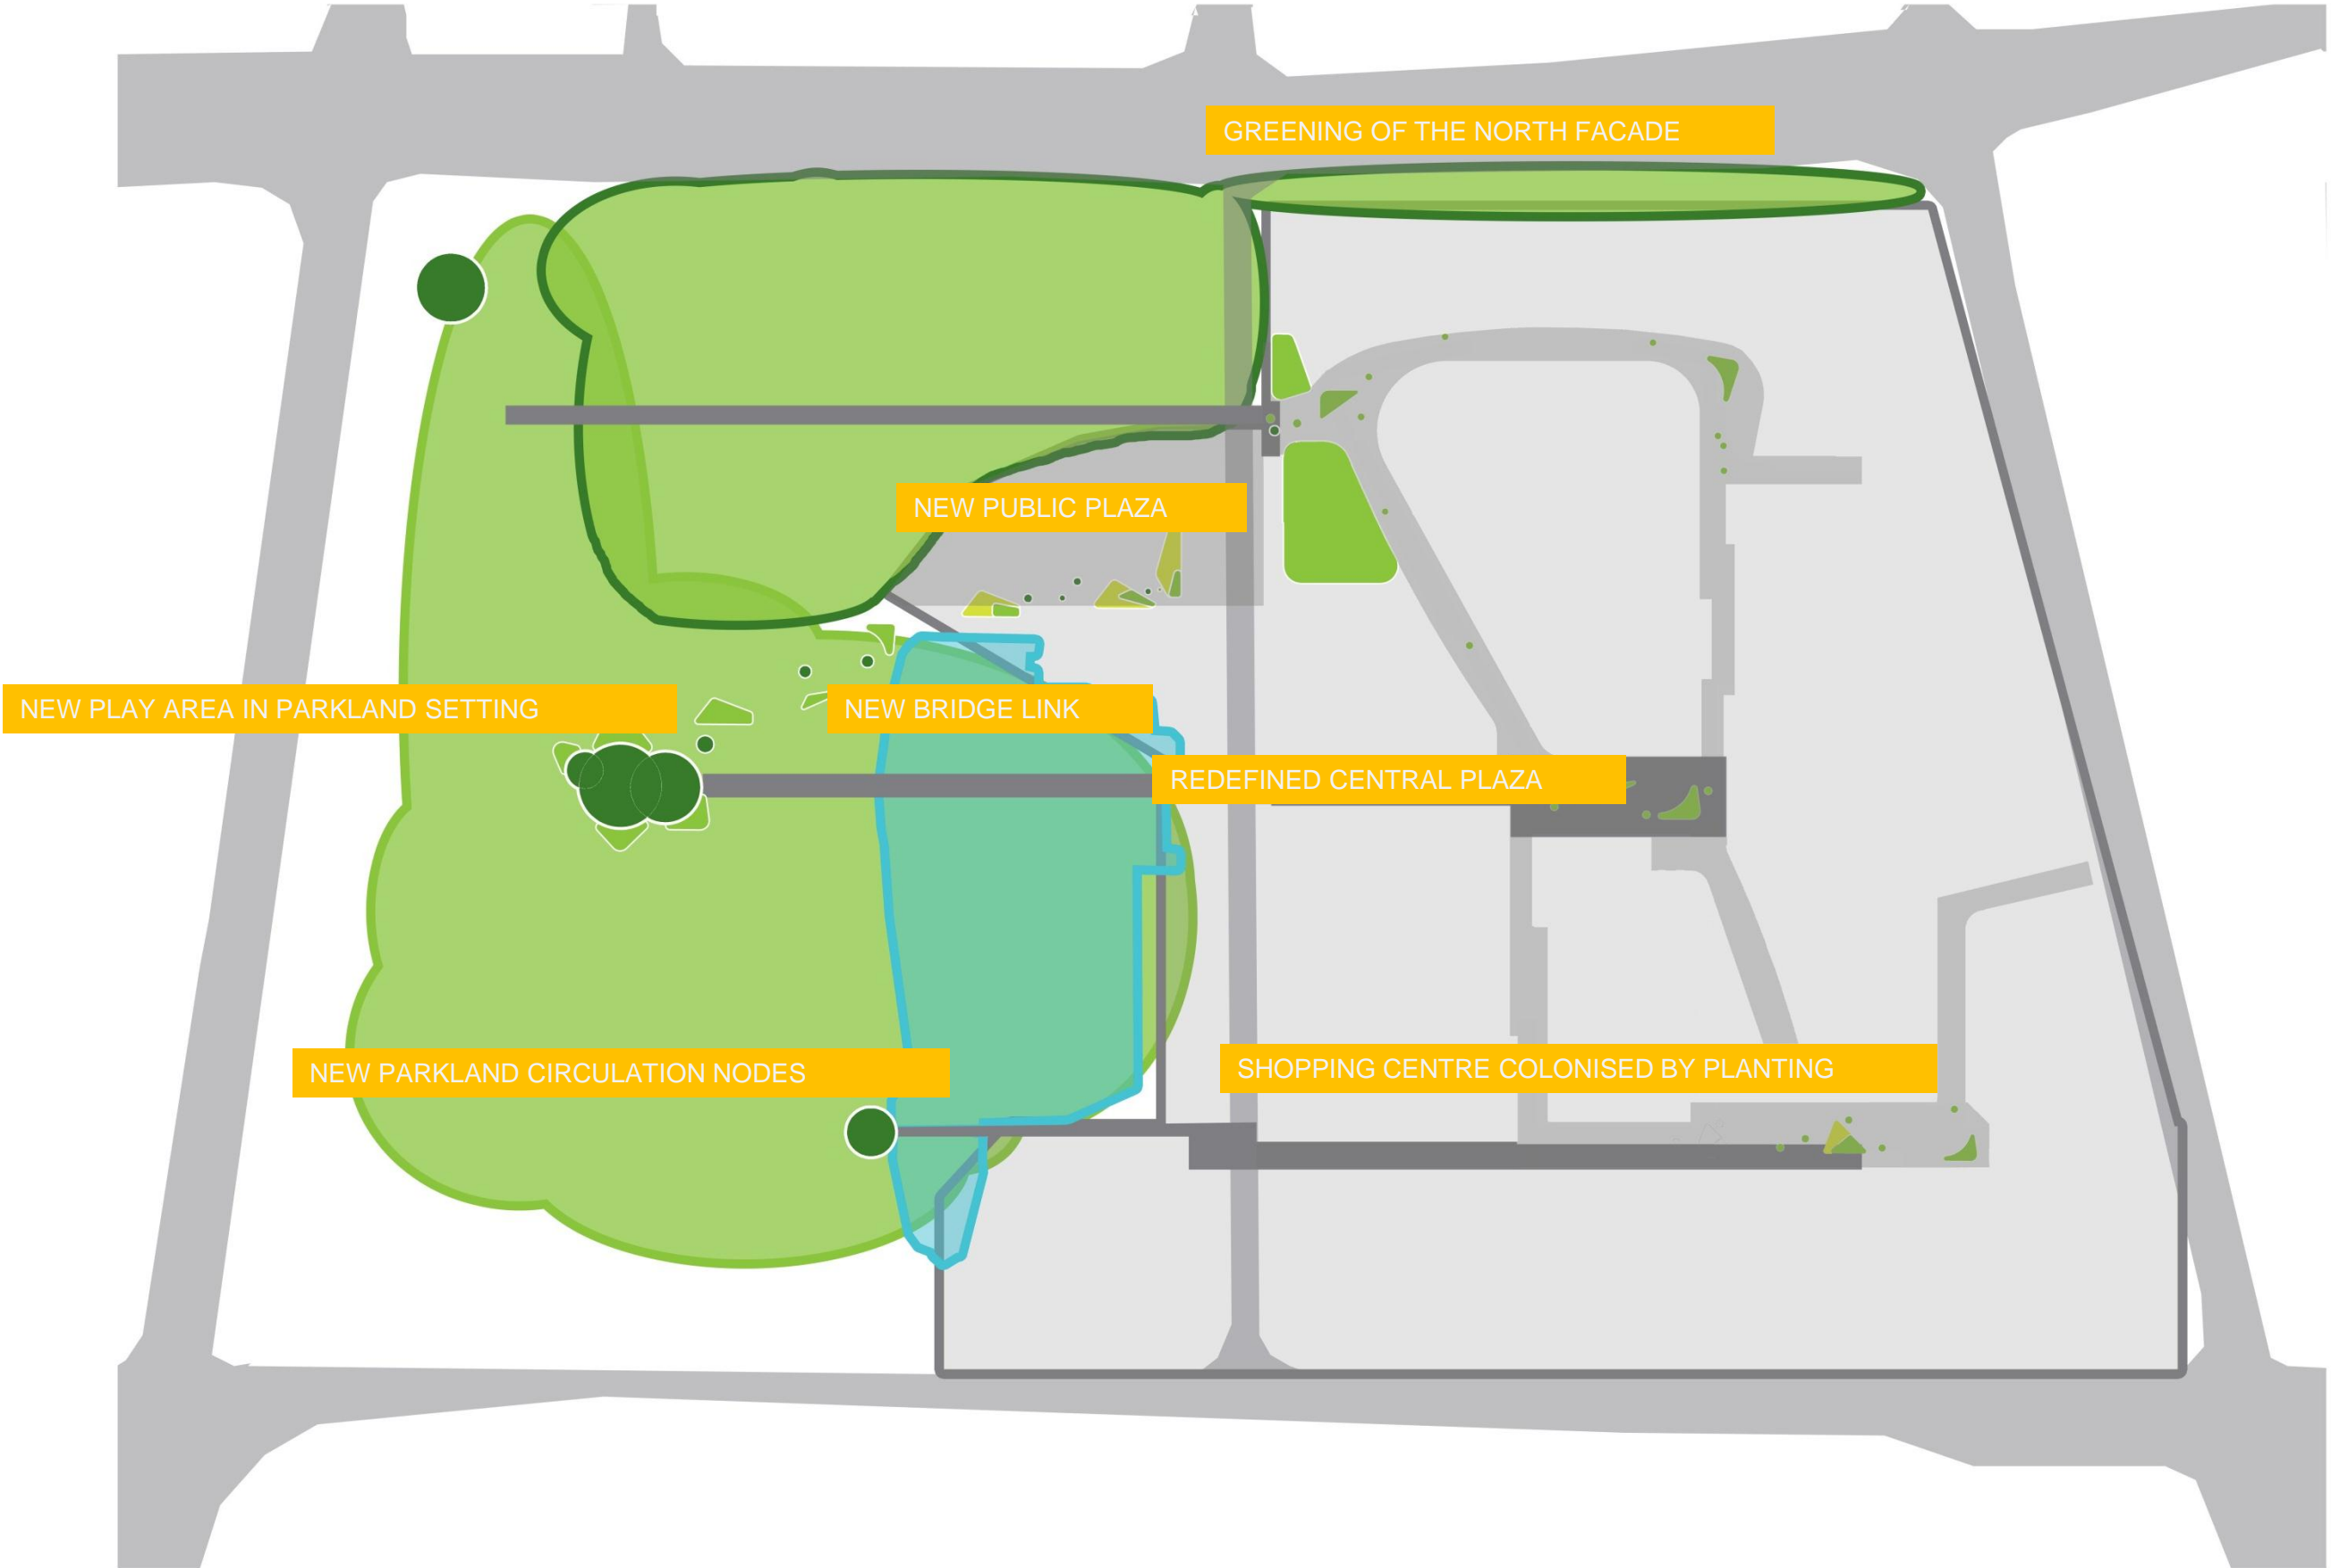 GREENING OF THE NORTH FACADE
NEW PUBLIC PLAZA
NEW PLAY AREA IN PARKLAND SETTING
NEW BRIDGE LINK
REDEFINED CENTRAL PLAZA
NEW PARKLAND CIRCULATION NODES
SHOPPING CENTRE COLONISED BY PLANTING